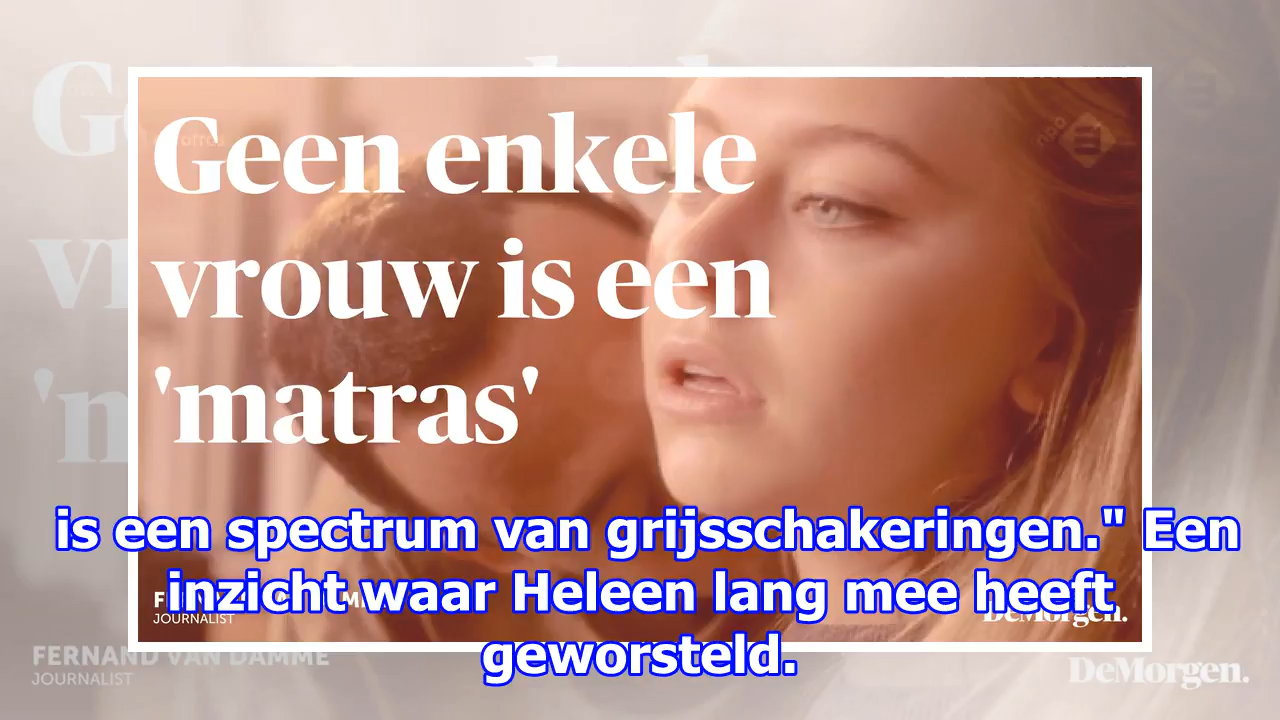 Geen enkele
vrouw is een
'matras'
is een spectrum van grijsschakeringen." Een
inzicht waar Heleen lang mee heeft
geworsteld.
JOURNALIST
DeMorgen.
FERNAND VAN DAMME
JOURNALIST
DeMorgen.